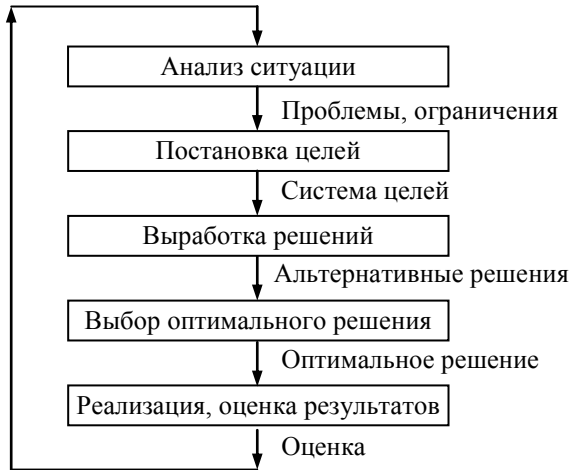 Анализ ситуации
Проблемы, ограничения
Постановка целей
Система целей
Выработка решений
Альтернативные решения
Выбор оптимального решения
Оптимальное решение
Реализация, оценка результатов
Оценка